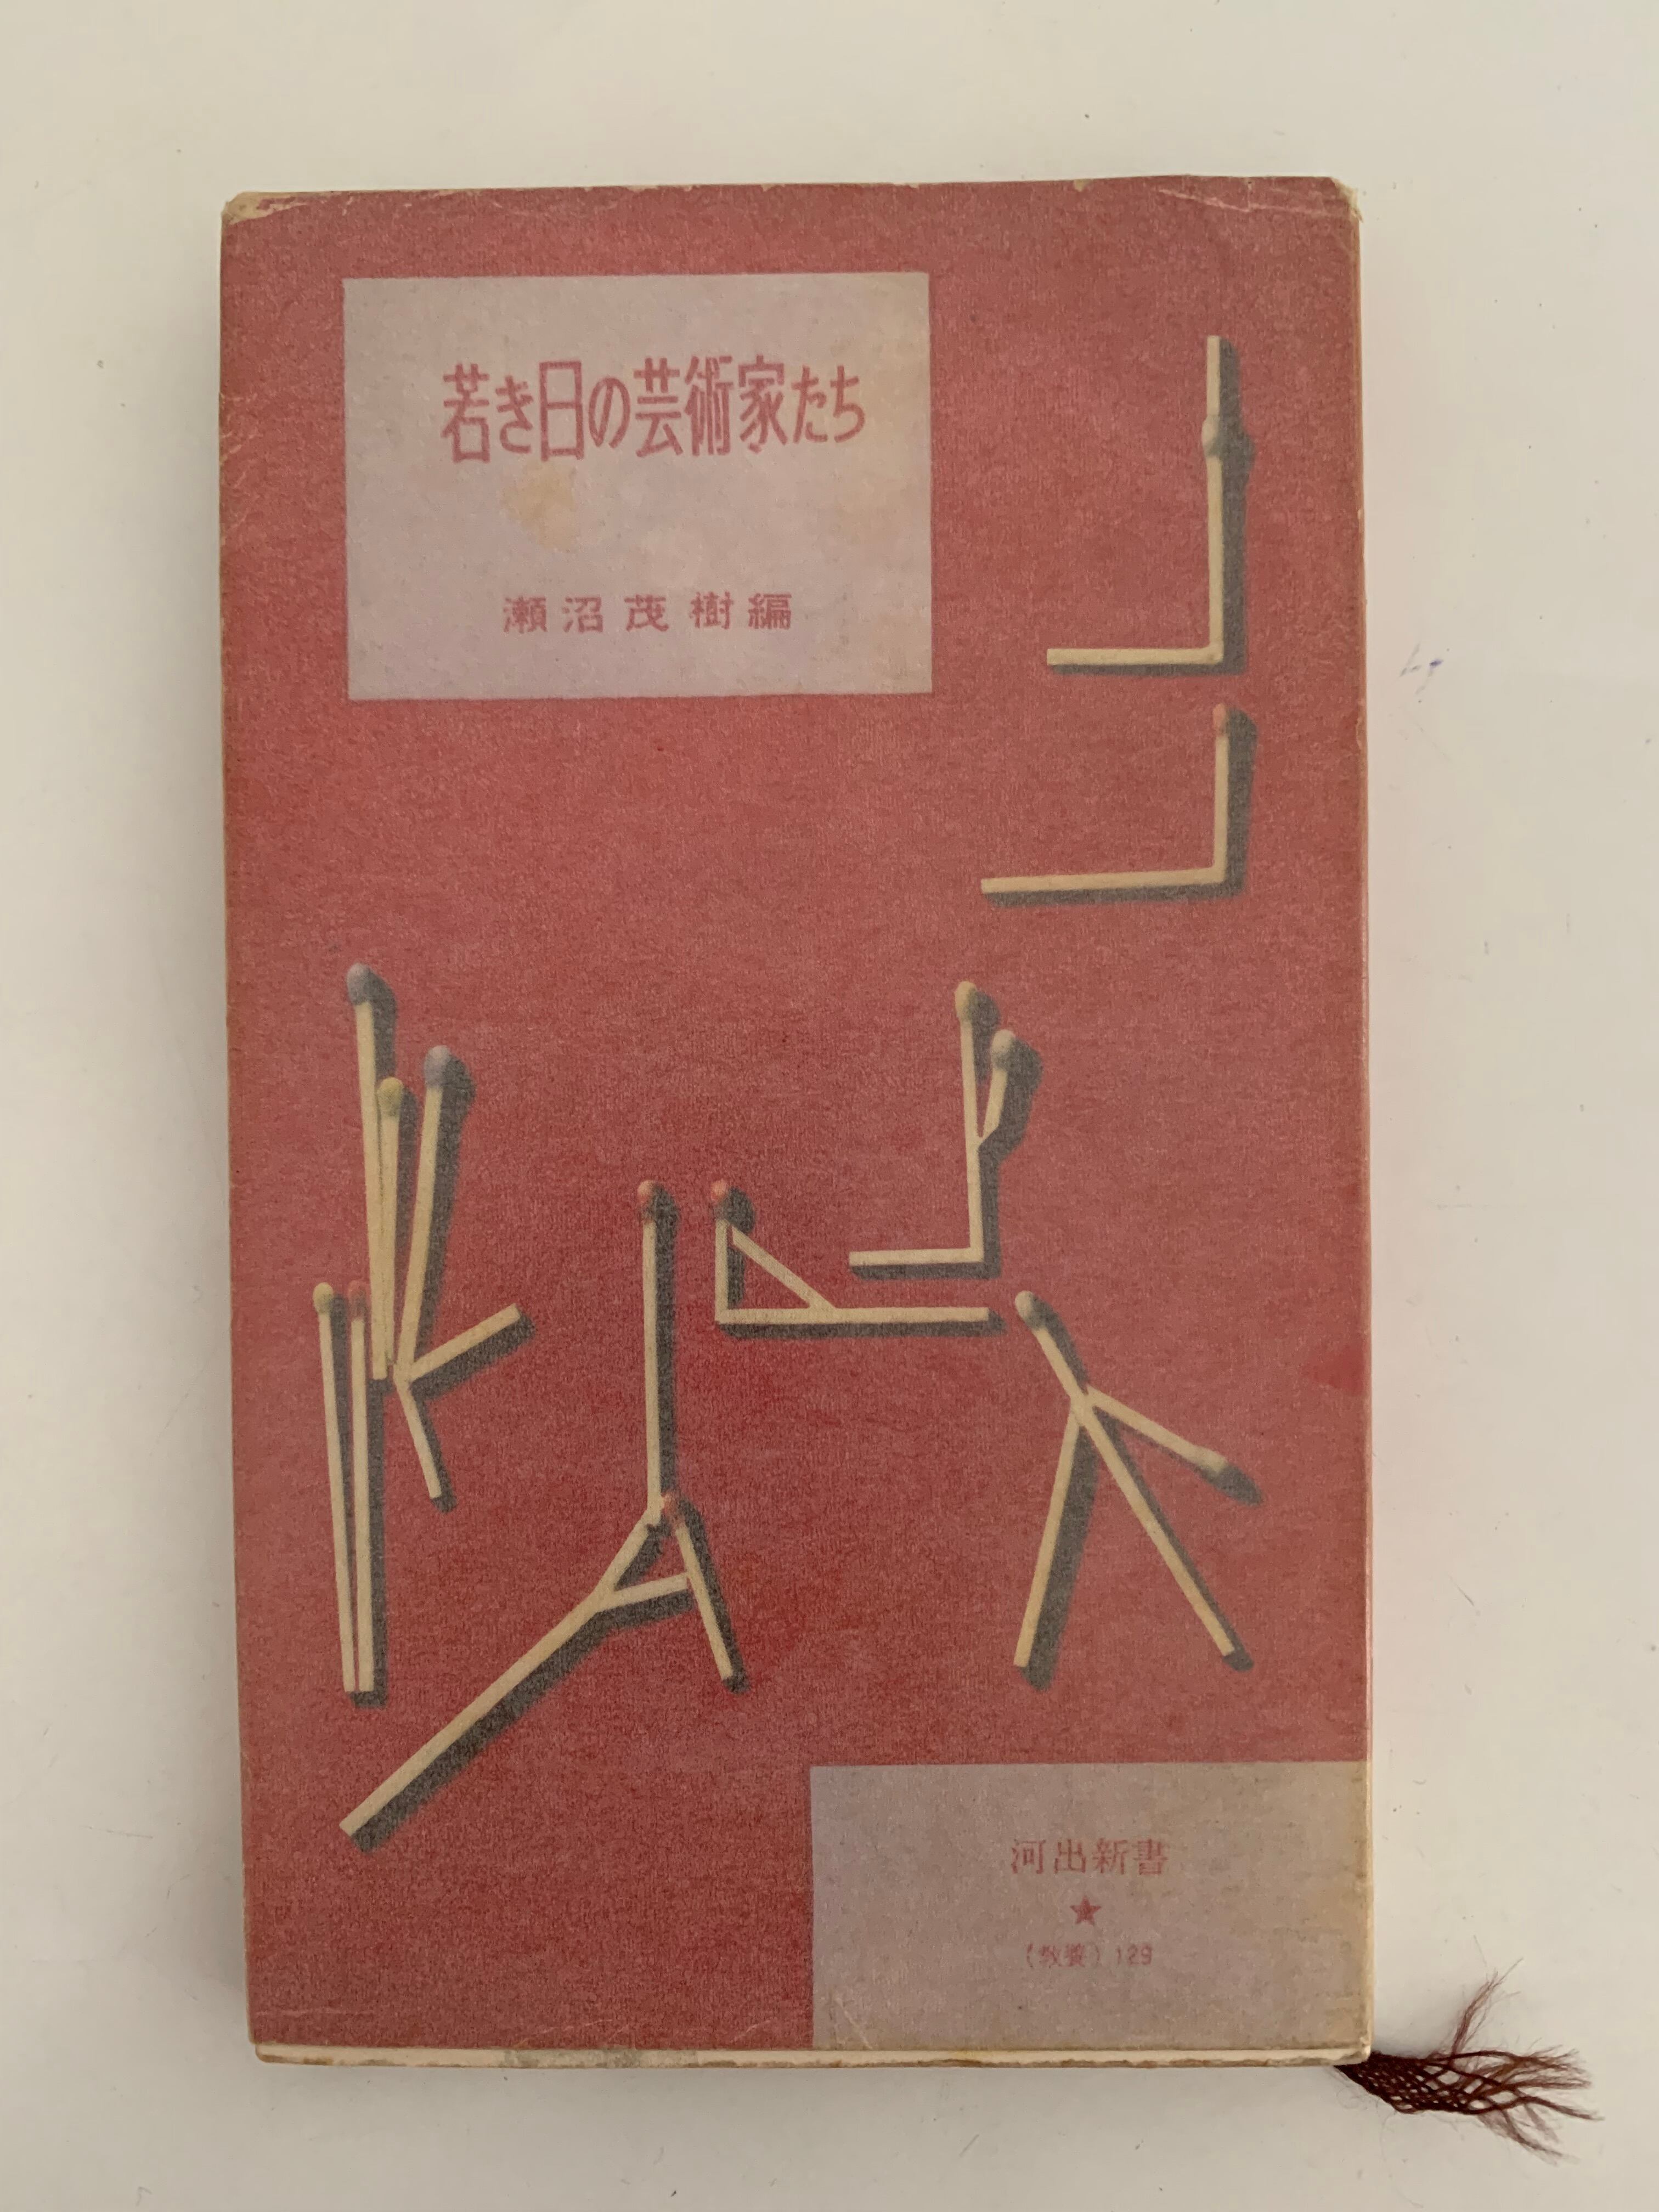 若き日の芸術家たち
瀬沼茂樹編
河出新書
★
(教養) 129